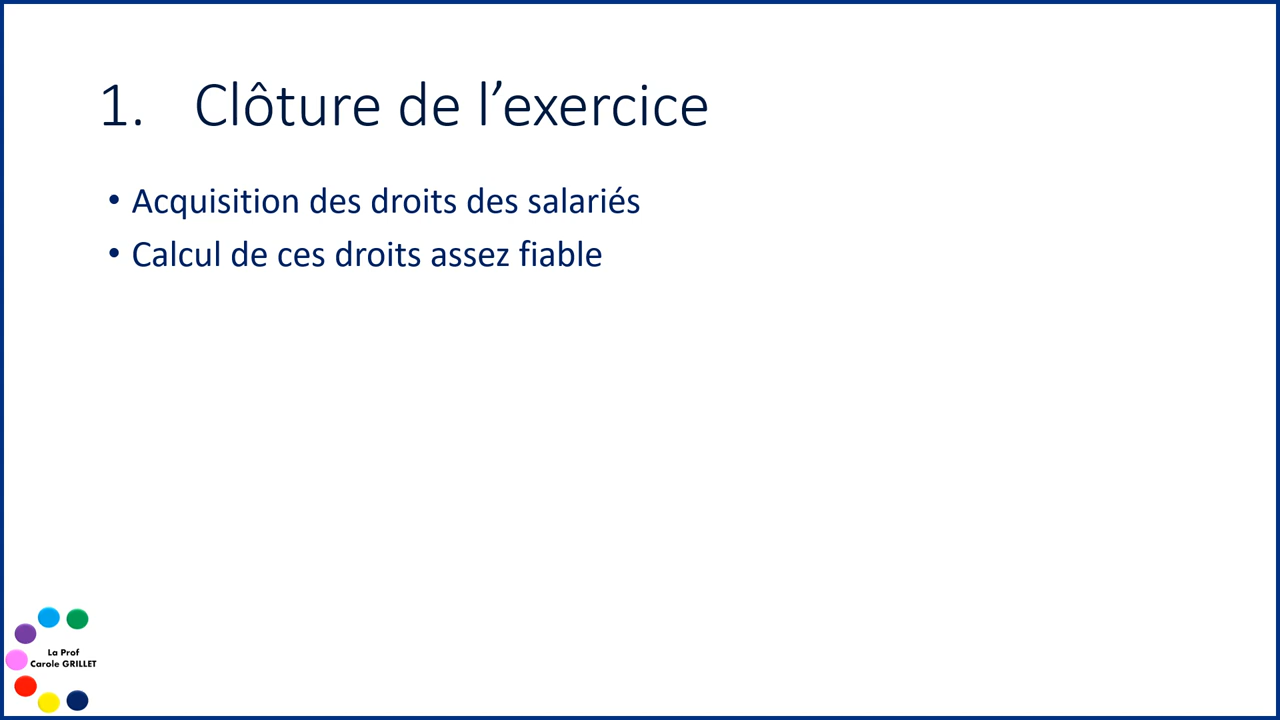 1. Clôture de l’exercice
• Acquisition des droits des salariés
• Calcul de ces droits assez fiable
La Prof
Carole GRILLET